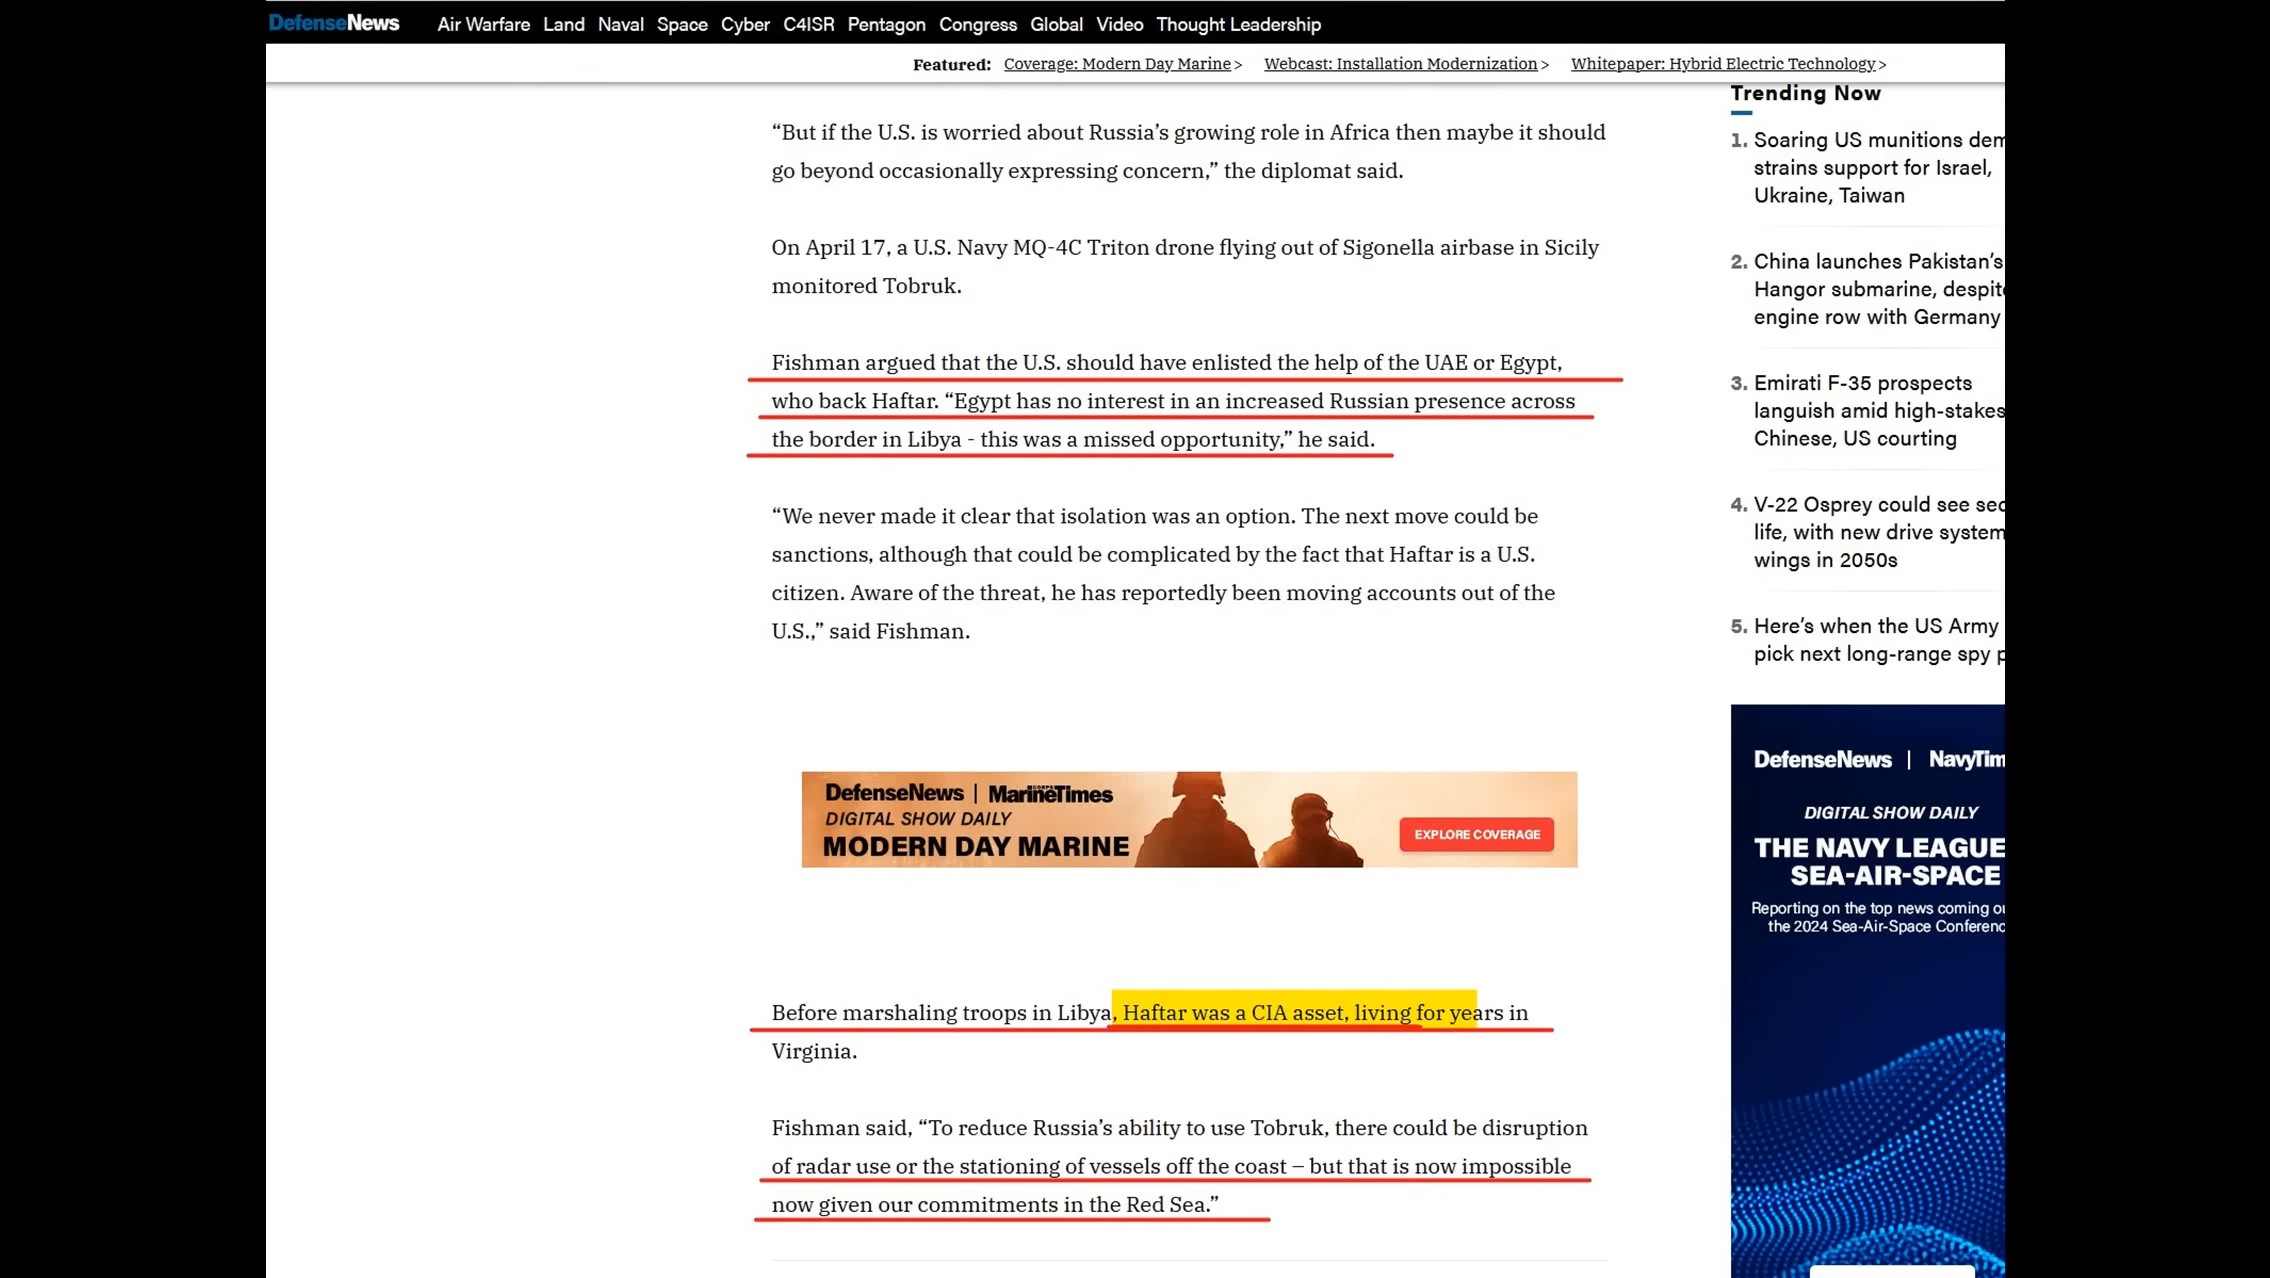 DefenseNews Air Warfare Land Naval Space Cyber C4ISR Pentagon Congress Global Video Thought Leadership
Featured: Coverage: Modern Day Marine > Webcast: Installation Modernization > Whitepaper: Hybrid Electric Technology >
“But if the U.S. is worried about Russia’s growing role in Africa then maybe it should
go beyond occasionally expressing concern,” the diplomat said.
On April 17, a U.S. Navy MQ-4C Triton drone flying out of Sigonella airbase in Sicily
monitored Tobruk.
Fishman argued that the U.S. should have enlisted the help of the UAE or Egypt,
who back Haftar. “Egypt has no interest in an increased Russian presence across
the border in Libya - this was a missed opportunity,” he said.
“We never made it clear that isolation was an option. The next move could be
sanctions, although that could be complicated by the fact that Haftar is a U.S.
citizen. Aware of the threat, he has reportedly been moving accounts out of the
U.S.,” said Fishman.
DefenseNews | MarineTimes
CORPS
DIGITAL SHOW DAILY
MODERN DAY MARINE
EXPLORE COVERAGE
Before marshaling troops in Libya, Haftar was a CIA asset, living for years in
Virginia.
Fishman said, “To reduce Russia’s ability to use Tobruk, there could be disruption
of radar use or the stationing of vessels off the coast – but that is now impossible
now given our commitments in the Red Sea.”
Trending Now
1. Soaring US munitions dem
strains support for Israel,
Ukraine, Taiwan
2. China launches Pakistan’s
Hangor submarine, despite
engine row with Germany
3. Emirati F-35 prospects
languish amid high-stakes
Chinese, US courting
4. V-22 Osprey could see sec
life, with new drive system
wings in 2050s
5. Here’s when the US Army
pick next long-range spy p
DefenseNews | NavyTim
DIGITAL SHOW DAILY
THE NAVY LEAGUE
SEA-AIR-SPACE
Reporting on the top news coming ou
the 2024 Sea-Air-Space Conferenc